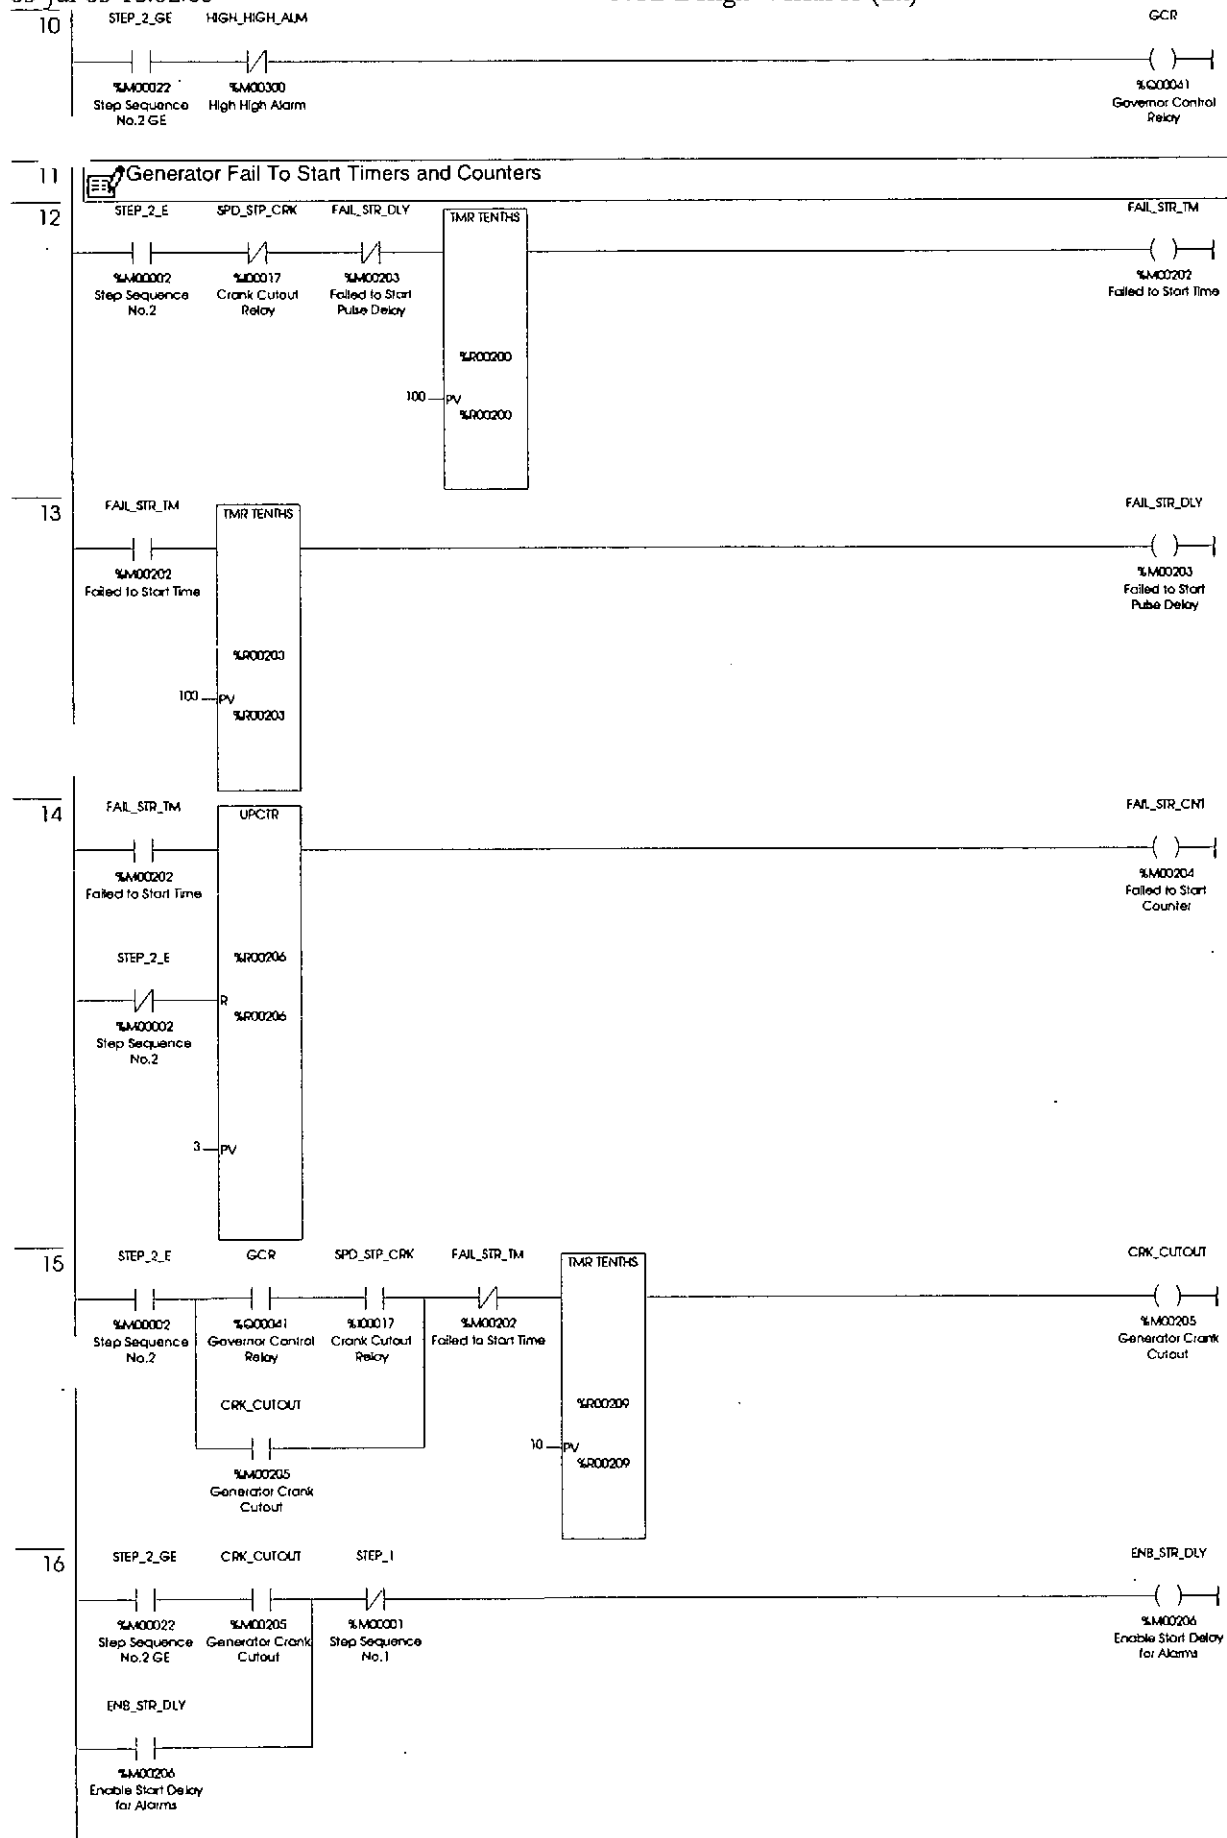 10
STEP_2_GE HIGH_HIGH_ALM GCR
%M00022 %M00300 %Q00041
Step Sequence High High Alarm Governor Control
No.2 GE Relay
11 Generator Fail To Start Timers and Counters
12
STEP_2_E SPD_STP_CRK FAIL_STR_DLY TMR TENTHS FAIL_STR_TM
%M00002 %I00017 %M00203 %M00202
Step Sequence Crank Cutout Failed to Start Failed to Start Time
No.2 Relay Pulse Delay
%R00200
100 PV
%R00200
13
FAIL_STR_TM TMR TENTHS FAIL_STR_DLY
%M00202 %M00203
Failed to Start Time Failed to Start
Pulse Delay
%R00203
100 PV
%R00203
14
FAIL_STR_TM UPCTR FAIL_STR_CNT
%M00202 %M00204
Failed to Start Time Failed to Start
Counter
STEP_2_E %R00206
R
%M00002 %R00206
Step Sequence
No.2
3 PV
15
STEP_2_E GCR SPD_STP_CRK FAIL_STR_TM TMR TENTHS CRK_CUTOUT
%M00002 %Q00041 %I00017 %M00202 %M00205
Step Sequence Governor Control Crank Cutout Failed to Start Time Generator Crank
No.2 Relay Relay Cutout
CRK_CUTOUT %R00209
10 PV
%M00205 %R00209
Generator Crank
Cutout
16
STEP_2_GE CRK_CUTOUT STEP_1 ENB_STR_DLY
%M00022 %M00205 %M00001 %M00206
Step Sequence Generator Crank Step Sequence Enable Start Delay
No.2 GE Cutout No.1 for Alarms
ENB_STR_DLY
%M00206
Enable Start Delay
for Alarms